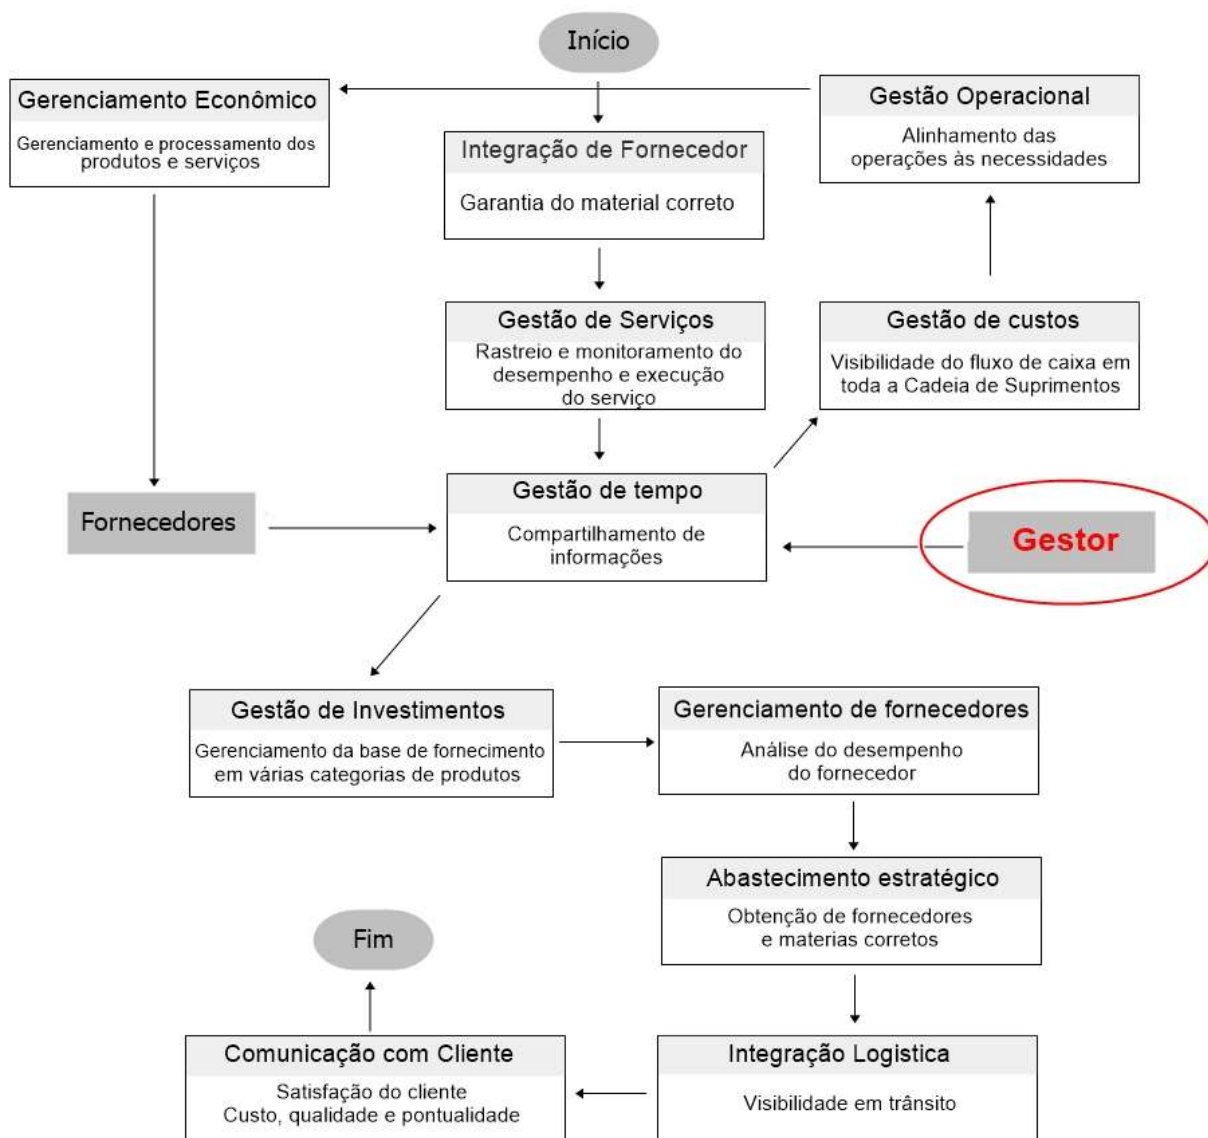 Início
Gerenciamento Econômico
Gerenciamento e processamento dos
produtos e serviços
Gestão Operacional
Alinhamento das
operações às necessidades
Integração de Fornecedor
Garantia do material correto
Gestão de Serviços
Rastreio e monitoramento do
desempenho e execução
do serviço
Gestão de custos
Visibilidade do fluxo de caixa em
toda a Cadeia de Suprimentos
Fornecedores
Gestão de tempo
Compartilhamento de
informações
Gestor
Gestão de Investimentos
Gerenciamento da base de fornecimento
em várias categorias de produtos
Gerenciamento de fornecedores
Análise do desempenho
do fornecedor
Abastecimento estratégico
Obtenção de fornecedores
e materias corretos
Fim
Comunicação com Cliente
Satisfação do cliente
Custo, qualidade e pontualidade
Integração Logistica
Visibilidade em trânsito